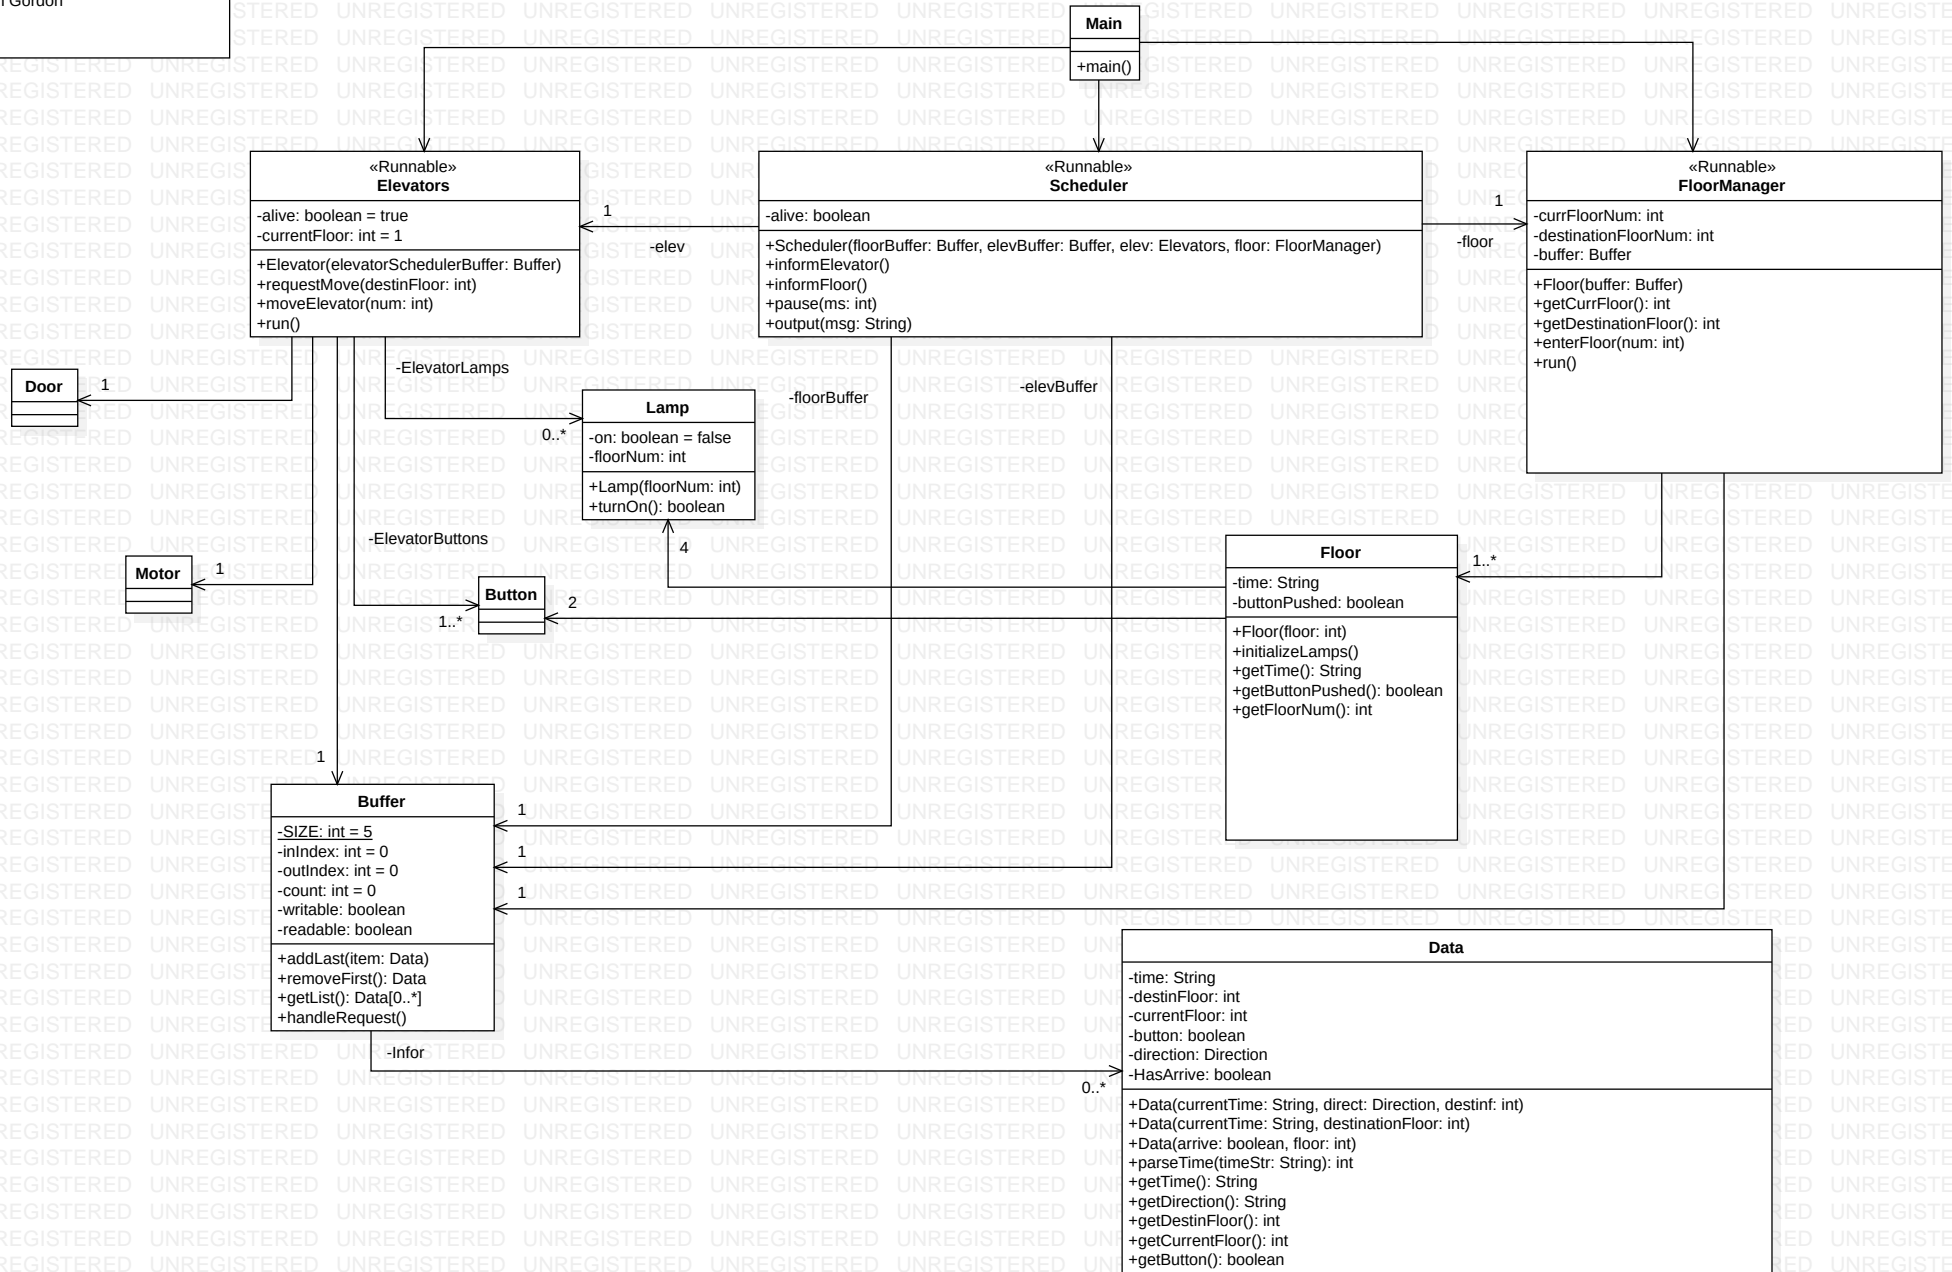 Gordon
Main
+main()
«Runnable»
Elevators
-alive: boolean = true
-currentFloor: int = 1
+Elevator(elevatorSchedulerBuffer: Buffer)
+requestMove(destinFloor: int)
+moveElevator(num: int)
+run()
1
-elev
«Runnable»
Scheduler
-alive: boolean
+Scheduler(floorBuffer: Buffer, elevBuffer: Buffer, elev: Elevators, floor: FloorManager)
+informElevator()
+informFloor()
+pause(ms: int)
+output(msg: String)
1
-floor
«Runnable»
FloorManager
-currFloorNum: int
-destinationFloorNum: int
-buffer: Buffer
+Floor(buffer: Buffer)
+getCurrFloor(): int
+getDestinationFloor(): int
+enterFloor(num: int)
+run()
Door
1
-ElevatorLamps
0..*
Lamp
-on: boolean = false
-floorNum: int
+Lamp(floorNum: int)
+turnOn(): boolean
4
-floorBuffer
-elevBuffer
Motor
1
-ElevatorButtons
1..*
Button
2
Floor
-time: String
-buttonPushed: boolean
+Floor(floor: int)
+initializeLamps()
+getTime(): String
+getButtonPushed(): boolean
+getFloorNum(): int
1..*
1
Buffer
-SIZE: int = 5
-inIndex: int = 0
-outIndex: int = 0
-count: int = 0
-writable: boolean
-readable: boolean
+addLast(item: Data)
+removeFirst(): Data
+getList(): Data[0..*]
+handleRequest()
1
1
1
-Infor
0..*
Data
-time: String
-destinFloor: int
-currentFloor: int
-button: boolean
-direction: Direction
-HasArrive: boolean
+Data(currentTime: String, direct: Direction, destinf: int)
+Data(currentTime: String, destinationFloor: int)
+Data(arrive: boolean, floor: int)
+parseTime(timeStr: String): int
+getTime(): String
+getDirection(): String
+getDestinFloor(): int
+getCurrentFloor(): int
+getButton(): boolean
UNREGISTERED